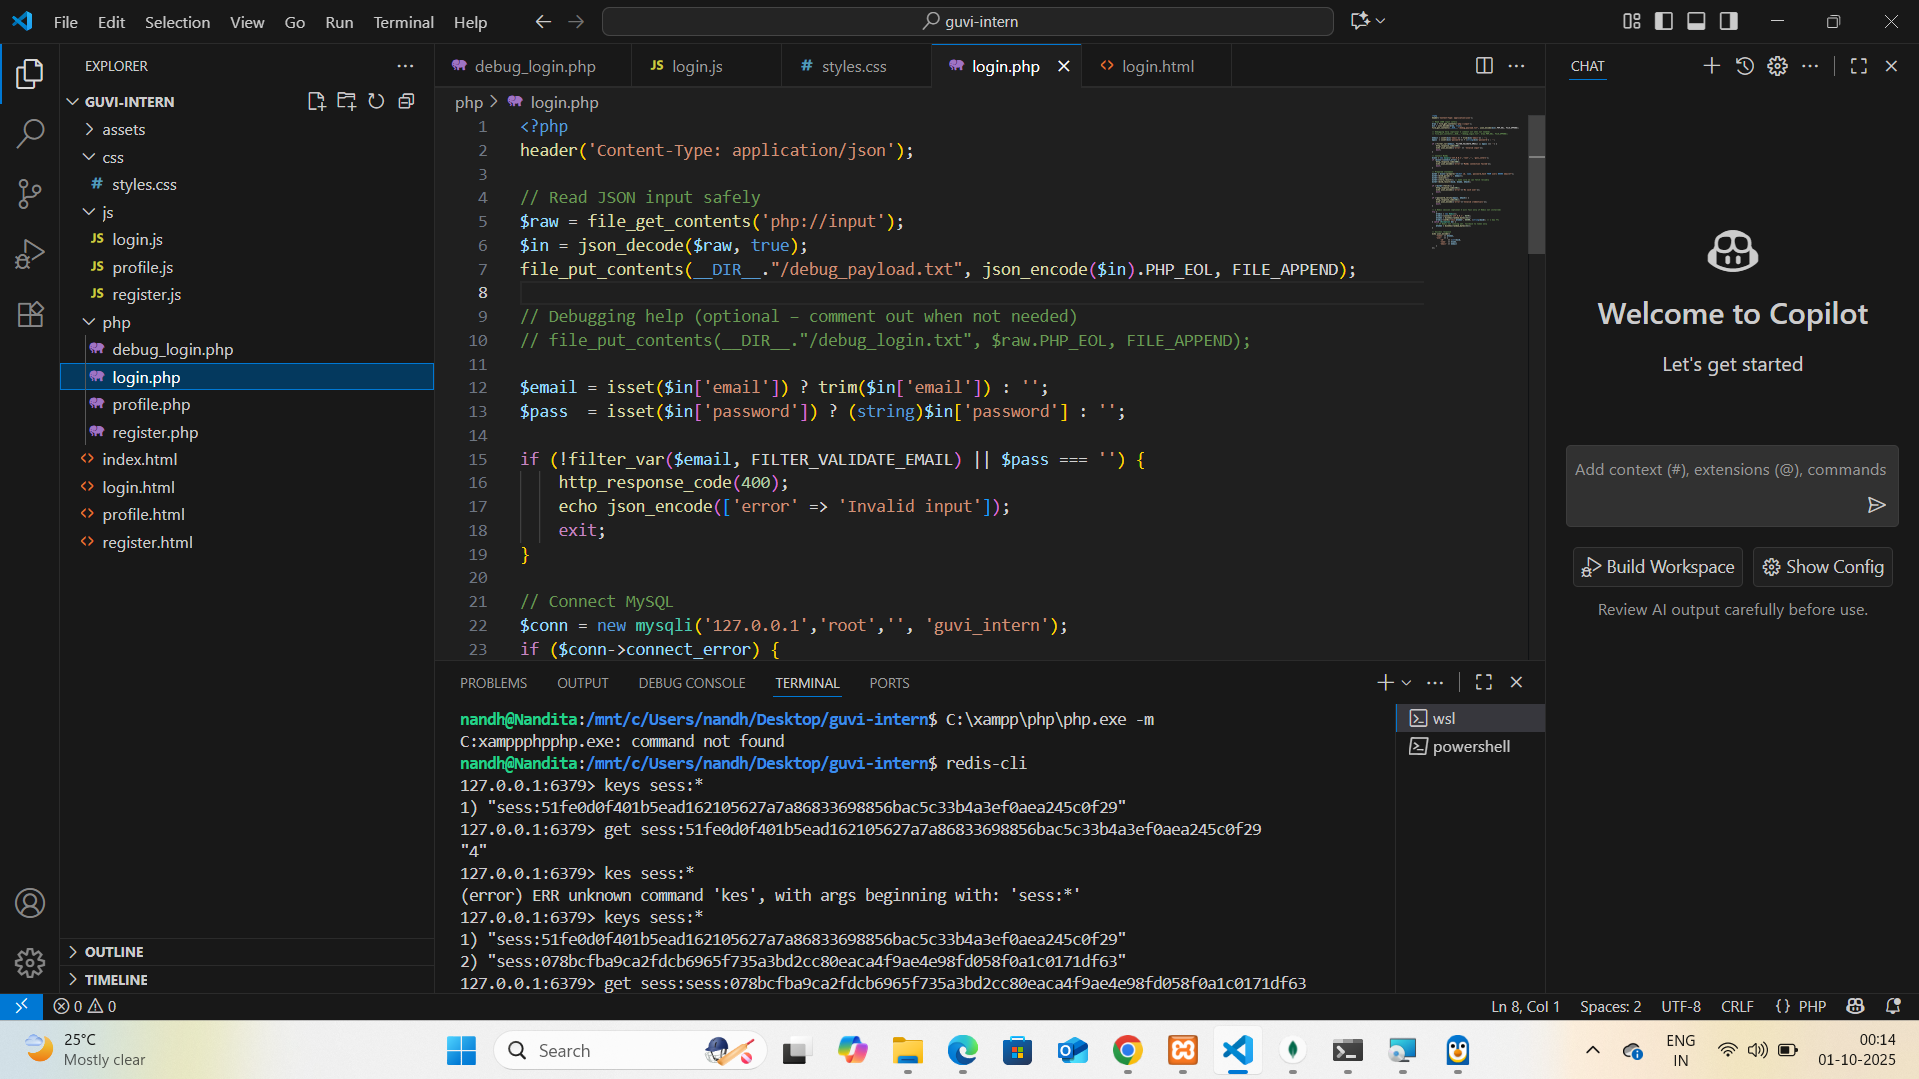 File Edit Selection View Go Run Terminal Help
guvi-intern
EXPLORER
GUVI-INTERN
assets
css
# styles.css
js
JS login.js
JS profile.js
JS register.js
php
debug_login.php
login.php
profile.php
register.php
<> index.html
<> login.html
<> profile.html
<> register.html
OUTLINE
TIMELINE
debug_login.php
JS login.js
# styles.css
login.php
<> login.html
php > login.php
1 <?php
2 header('Content-Type: application/json');
3
4 // Read JSON input safely
5 $raw = file_get_contents('php://input');
6 $in = json_decode($raw, true);
7 file_put_contents(__DIR__."/debug_payload.txt", json_encode($in).PHP_EOL, FILE_APPEND);
8
9 // Debugging help (optional – comment out when not needed)
10 // file_put_contents(__DIR__."/debug_login.txt", $raw.PHP_EOL, FILE_APPEND);
11
12 $email = isset($in['email']) ? trim($in['email']) : '';
13 $pass  = isset($in['password']) ? (string)$in['password'] : '';
14
15 if (!filter_var($email, FILTER_VALIDATE_EMAIL) || $pass === '') {
16     http_response_code(400);
17     echo json_encode(['error' => 'Invalid input']);
18     exit;
19 }
20
21 // Connect MySQL
22 $conn = new mysqli('127.0.0.1','root','', 'guvi_intern');
23 if ($conn->connect_error) {
PROBLEMS OUTPUT DEBUG CONSOLE TERMINAL PORTS
nandh@Nandita:/mnt/c/Users/nandh/Desktop/guvi-intern$ C:\xampp\php\php.exe -m
C:xamppphpphp.exe: command not found
nandh@Nandita:/mnt/c/Users/nandh/Desktop/guvi-intern$ redis-cli
127.0.0.1:6379> keys sess:*
1) "sess:51fe0d0f401b5ead162105627a7a86833698856bac5c33b4a3ef0aea245c0f29"
127.0.0.1:6379> get sess:51fe0d0f401b5ead162105627a7a86833698856bac5c33b4a3ef0aea245c0f29
"4"
127.0.0.1:6379> kes sess:*
(error) ERR unknown command 'kes', with args beginning with: 'sess:*'
127.0.0.1:6379> keys sess:*
1) "sess:51fe0d0f401b5ead162105627a7a86833698856bac5c33b4a3ef0aea245c0f29"
2) "sess:078bcfba9ca2fdcb6965f735a3bd2cc80eaca4f9ae4e98fd058f0a1c0171df63"
127.0.0.1:6379> get sess:sess:078bcfba9ca2fdcb6965f735a3bd2cc80eaca4f9ae4e98fd058f0a1c0171df63
wsl
powershell
CHAT
Welcome to Copilot
Let's get started
Add context (#), extensions (@), commands
Build Workspace
Show Config
Review AI output carefully before use.
0 0
Ln 8, Col 1 Spaces: 2 UTF-8 CRLF {} PHP
25°C
Mostly clear
Search
ENG
IN
00:14
01-10-2025